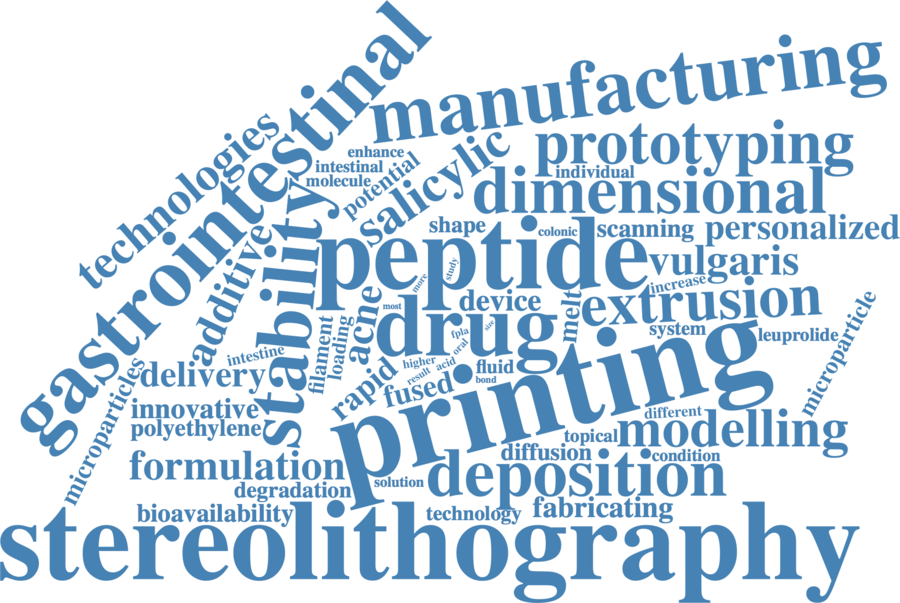 gastrointestinal
manufacturing
technologies
prototyping
enhance
intestinal
molecule
potential
salicylic
individual
dimensional
additive
stability
peptide
shape
colonic
scanning
personalized
study
more
vulgaris
increase
device
most
drug
acne
melt
extrusion
system
leuprolide
microparticle
filament
loading
intestine
delivery
rapid
higher
result
acid
oral
fpla
size
fluid
bond
fused
printing
microparticles
innovative
polyethylene
different
topical
modelling
diffusion
condition
formulation
degradation
solution
deposition
bioavailability
technology
fabricating
stereolithography